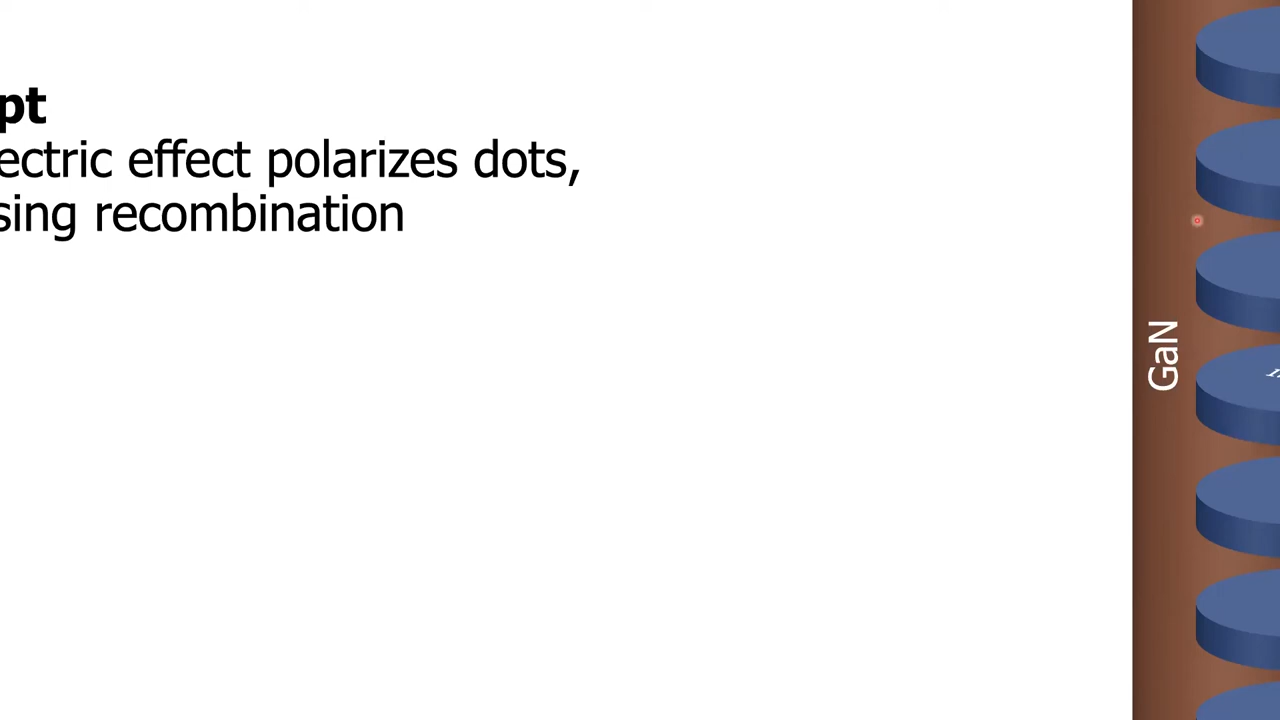 pt
ectric effect polarizes dots,
sing recombination
GaN